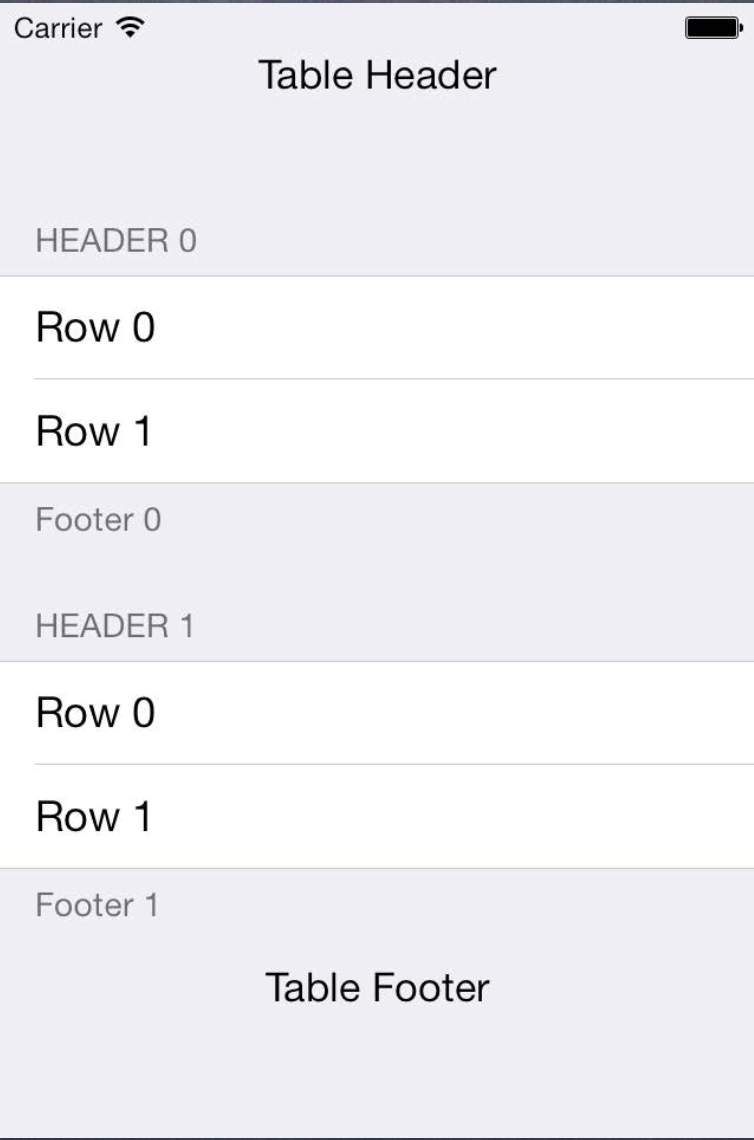 Carrier
Table Header
HEADER 0
Row 0
Row 1
Footer 0
HEADER 1
Row 0
Row 1
Footer 1
Table Footer